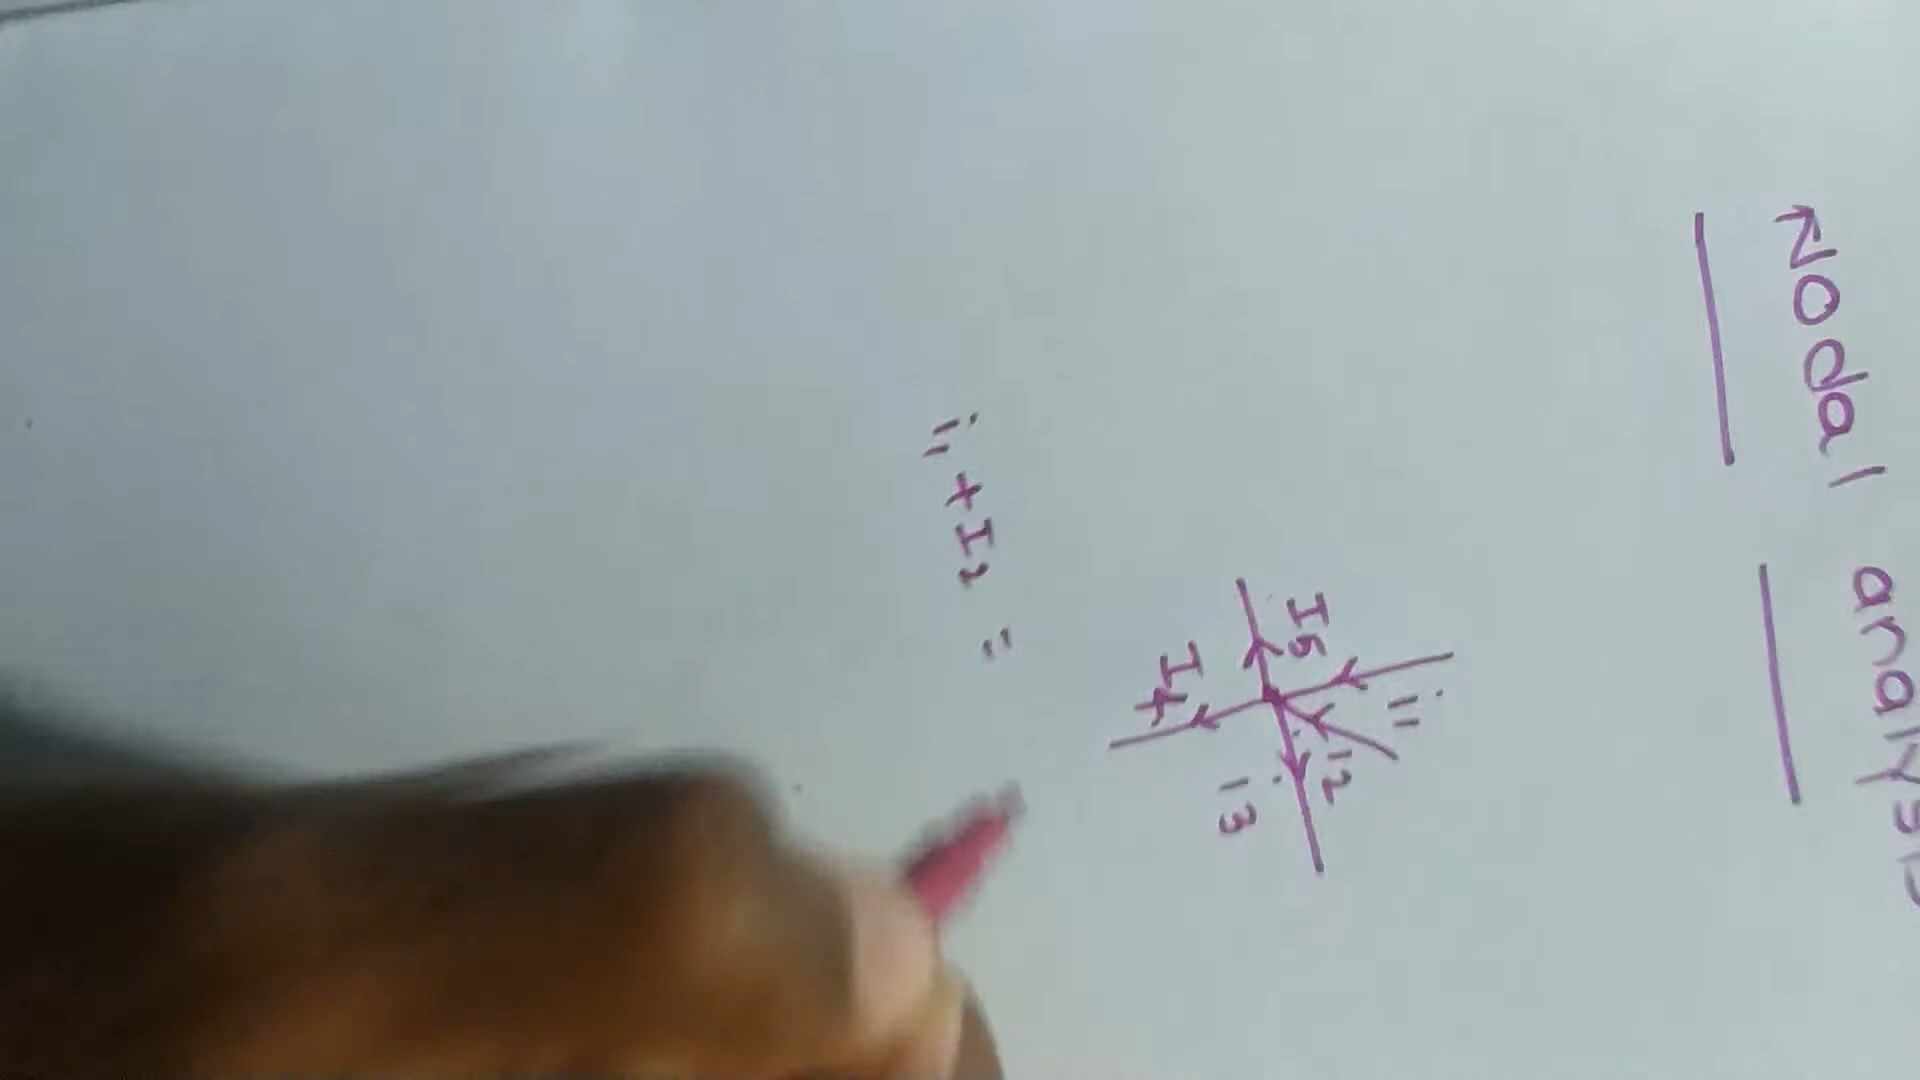 Nodal analysis
i1
i2
I5
i3
I4
i1 + I2 =